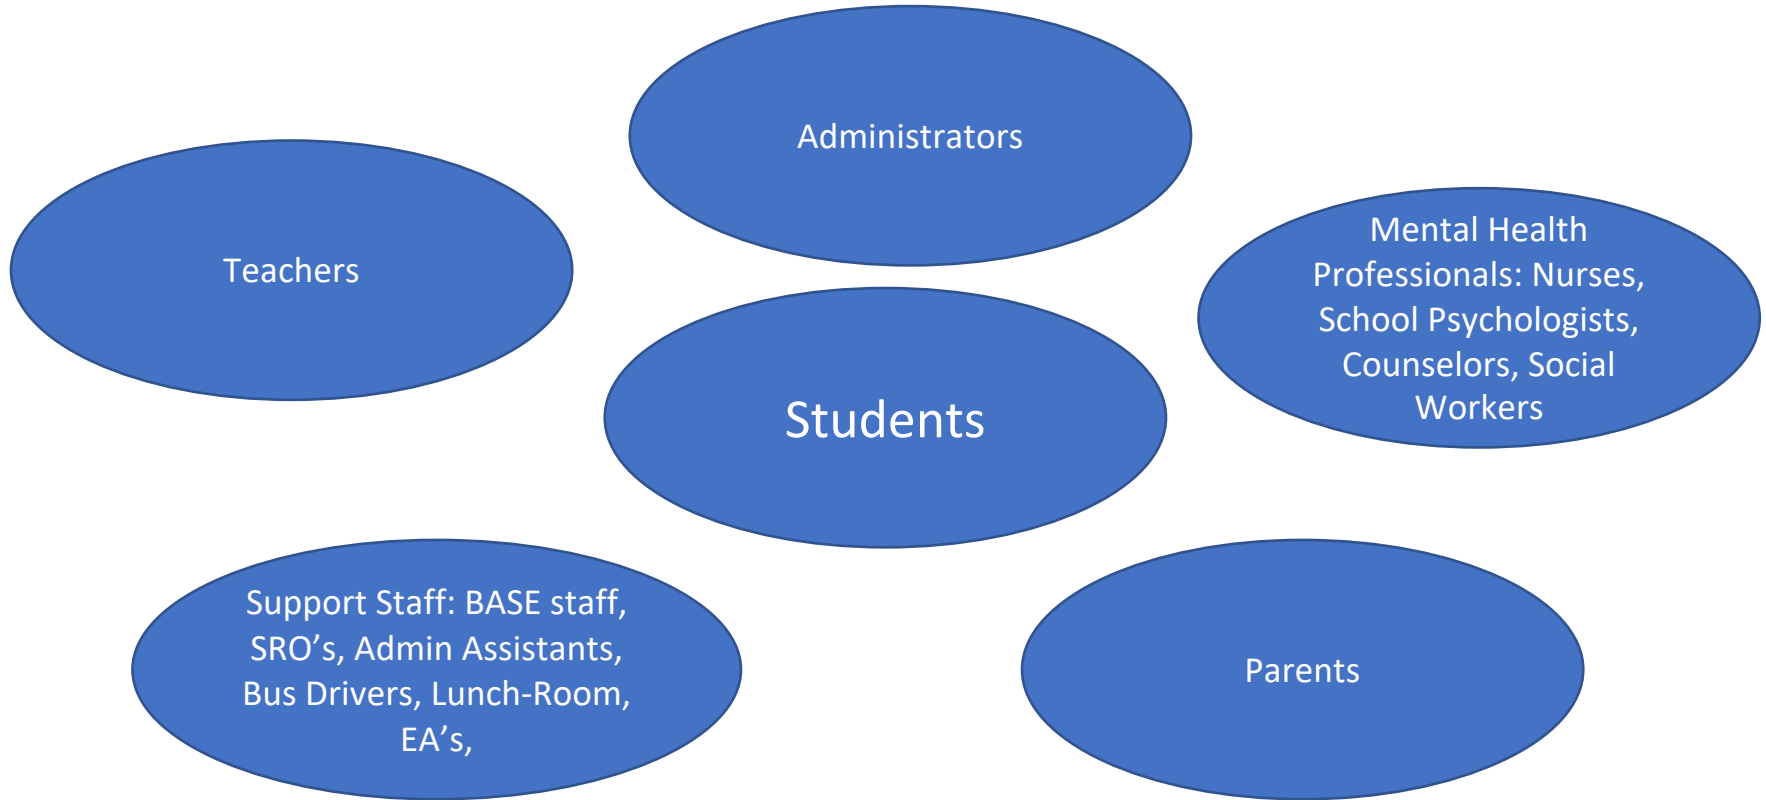 Administrators
Teachers
Mental Health
Professionals: Nurses,
School Psychologists,
Counselors, Social
Workers
Students
Support Staff: BASE staff,
SRO’s, Admin Assistants,
Bus Drivers, Lunch-Room,
EA’s,
Parents